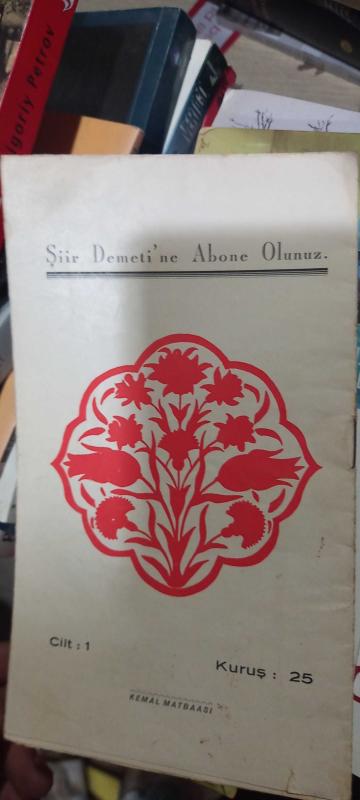 Grigoriy Petrov
Şiir Demeti'ne Abone Olunuz.
Cilt : 1
Kuruş : 25
KEMAL MATBAASI